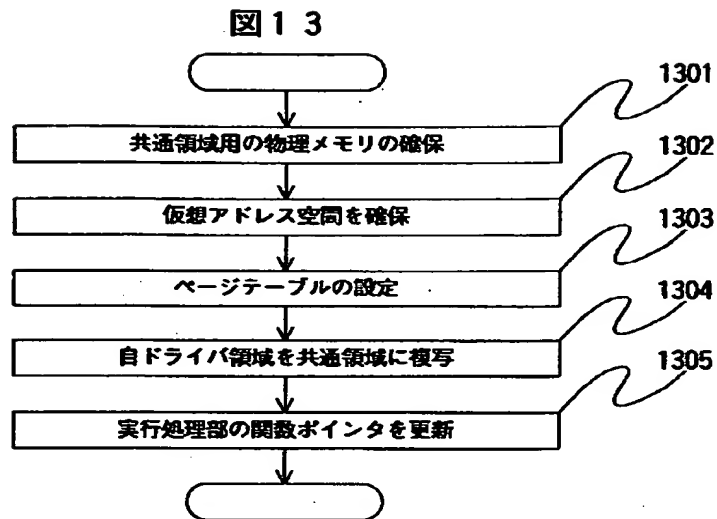 図13
1301
共通領域用の物理メモリの確保
1302
仮想アドレス空間を確保
1303
ページテーブルの設定
1304
自ドライバ領域を共通領域に複写
1305
実行処理部の関数ポインタを更新